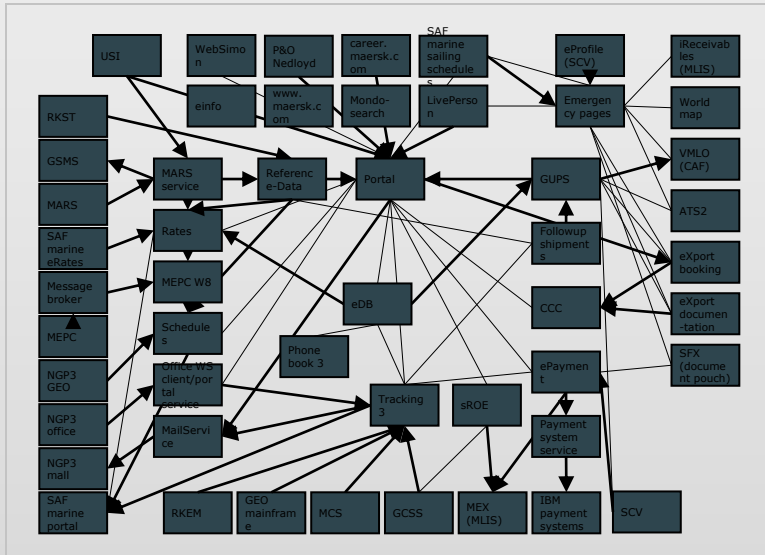 USI
WebSimo
n
P&O
Nedloyd
career.
maersk.c
om
SAF
marine
sailing
schedule
s
eProfile
(SCV)
iReceivab
les
(MLIS)
einfo
www.
maersk.c
om
Mondo-
search
LivePerso
n
Emergen
cy pages
World
map
RKST
GSMS
MARS
SAF
marine
eRates
Message
broker
MEPC
NGP3
GEO
NGP3
office
NGP3
mall
SAF
marine
portal
MARS
service
Referenc
e-Data
Portal
GUPS
VMLO
(CAF)
ATS2
Rates
Followup
shipment
s
eXport
booking
MEPC W8
eDB
CCC
eXport
documen
-tation
Schedule
s
Phone
book 3
ePaymen
t
SFX
(docume
nt pouch)
Office WS
client/por
tal
service
Tracking
3
sROE
MailServi
ce
Payment
system
service
RKEM
GEO
mainfram
e
MCS
GCSS
MEX
(MLIS)
IBM
payment
systems
SCV